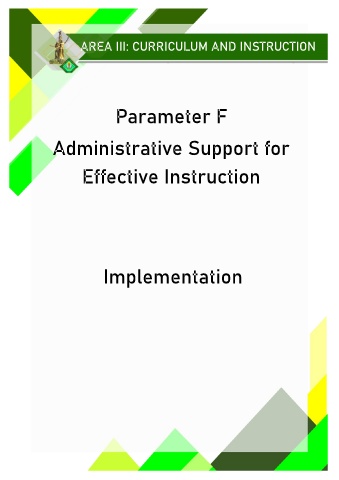 AREA III: CURRICULUM AND INSTRUCTION
Parameter F
Administrative Support for
Effective Instruction
Implementation